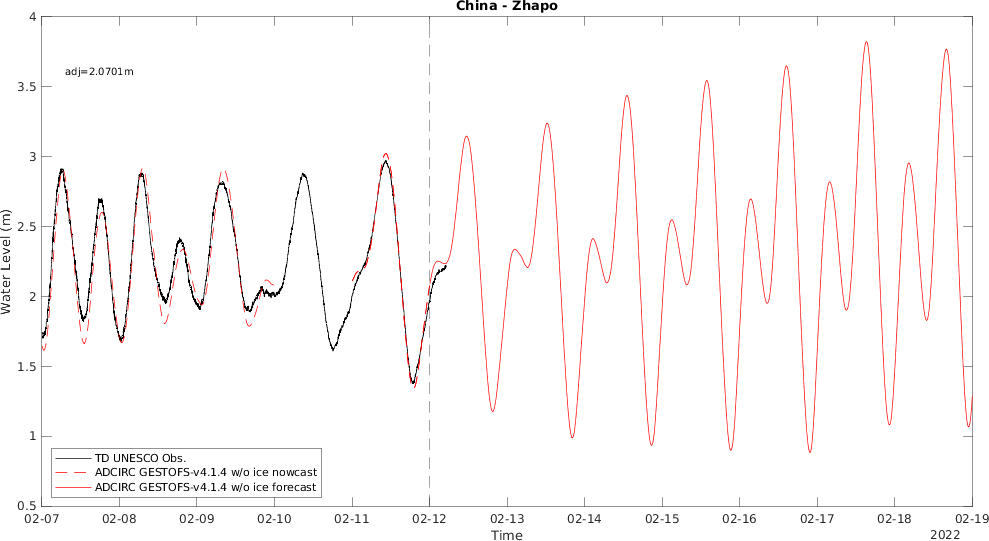 China - Zhapo
4
adj=2.0701m
3.5
3
2.5
Water Level (m)
2
1.5
1
TD UNESCO Obs.
ADCIRC GESTOFS-v4.1.4 w/o ice nowcast
ADCIRC GESTOFS-v4.1.4 w/o ice forecast
0.5
02-07 02-08 02-09 02-10 02-11 02-12 02-13 02-14 02-15 02-16 02-17 02-18 02-19
Time
2022